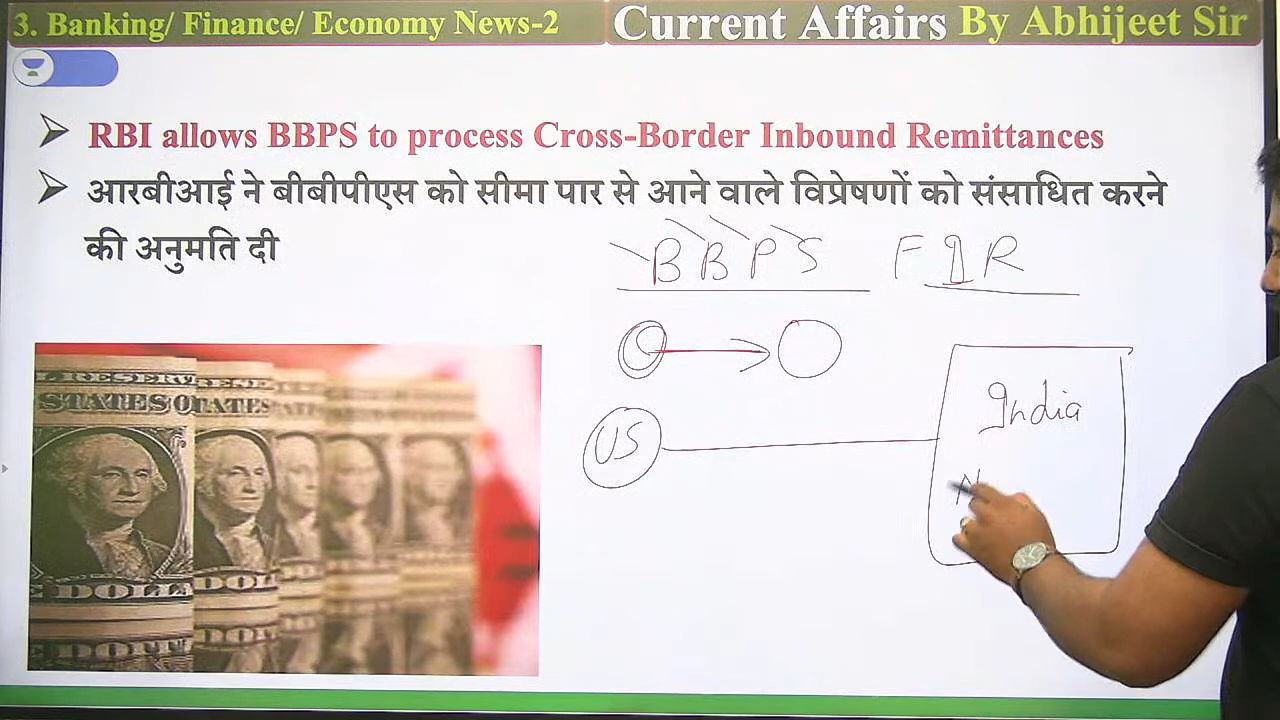 3. Banking/ Finance/ Economy News-2
Current Affairs By Abhijeet Sir
RBI allows BBPS to process Cross-Border Inbound Remittances
आरबीआई ने बीबीपीएस को सीमा पार से आने वाले विप्रेषणों को संसाधित करने
की अनुमति दी
BBPS FIR
US
India
N
STATES